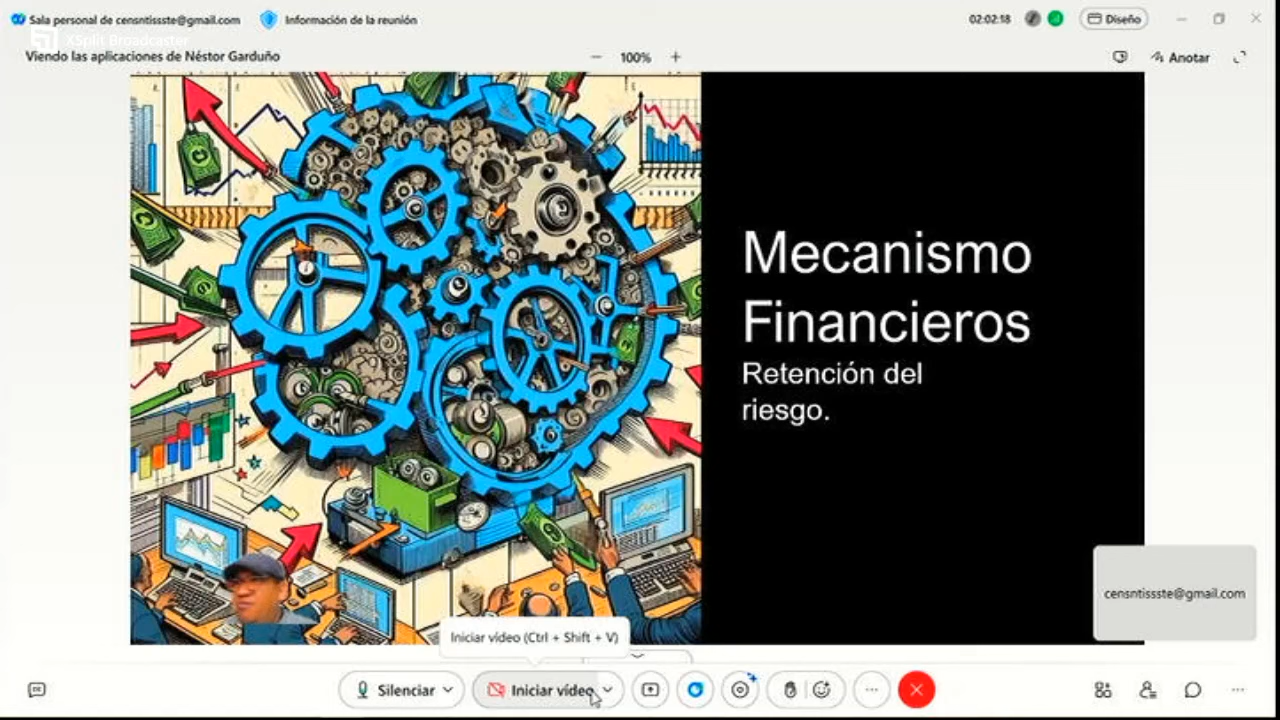 Sala personal de censntissste@gmail.com
Información de la reunión
02:02:18
Diseño
XSplit Broadcaster
Viendo las aplicaciones de Néstor Garduño
100%
Anotar
Mecanismo
Financieros
Retención del
riesgo.
censntissste@gmail.com
Iniciar vídeo (Ctrl + Shift + V)
Silenciar
Iniciar vídeo